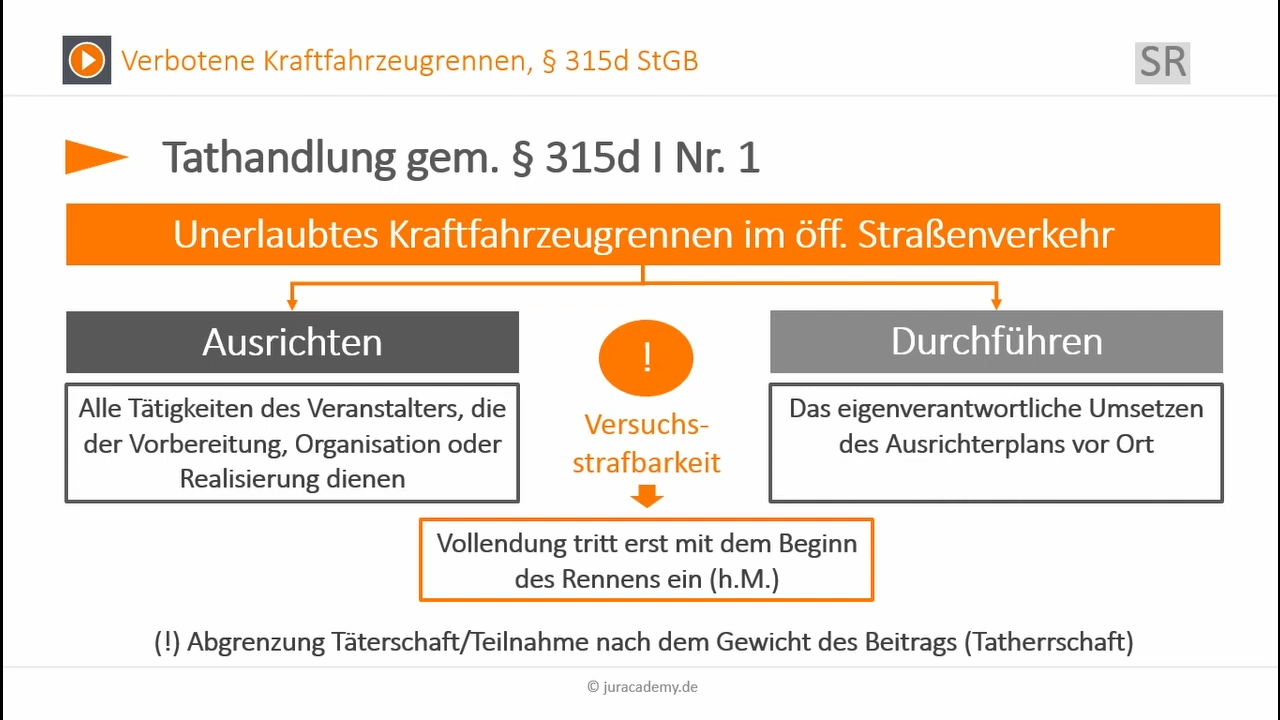 Verbotene Kraftfahrzeugrennen, § 315d StGB
SR
Tathandlung gem. § 315d I Nr. 1
Unerlaubtes Kraftfahrzeugrennen im öff. Straßenverkehr
Ausrichten
Alle Tätigkeiten des Veranstalters, die
der Vorbereitung, Organisation oder
Realisierung dienen
!
Versuchs-
strafbarkeit
Durchführen
Das eigenverantwortliche Umsetzen
des Ausrichterplans vor Ort
Vollendung tritt erst mit dem Beginn
des Rennens ein (h.M.)
(!) Abgrenzung Täterschaft/Teilnahme nach dem Gewicht des Beitrags (Tatherrschaft)
© juracademy.de